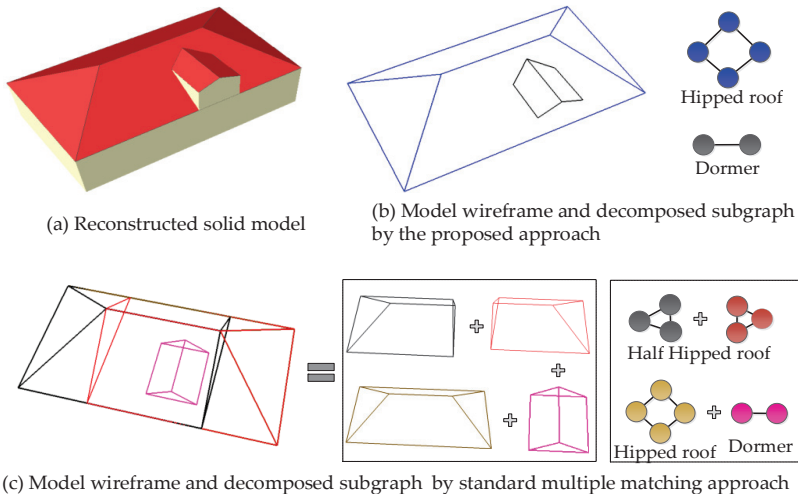 Hipped roof
Dormer
(a) Reconstructed solid model
(b) Model wireframe and decomposed subgraph
by the proposed approach
Half Hipped roof
Hipped roof
Dormer
(c) Model wireframe and decomposed subgraph by standard multiple matching approach